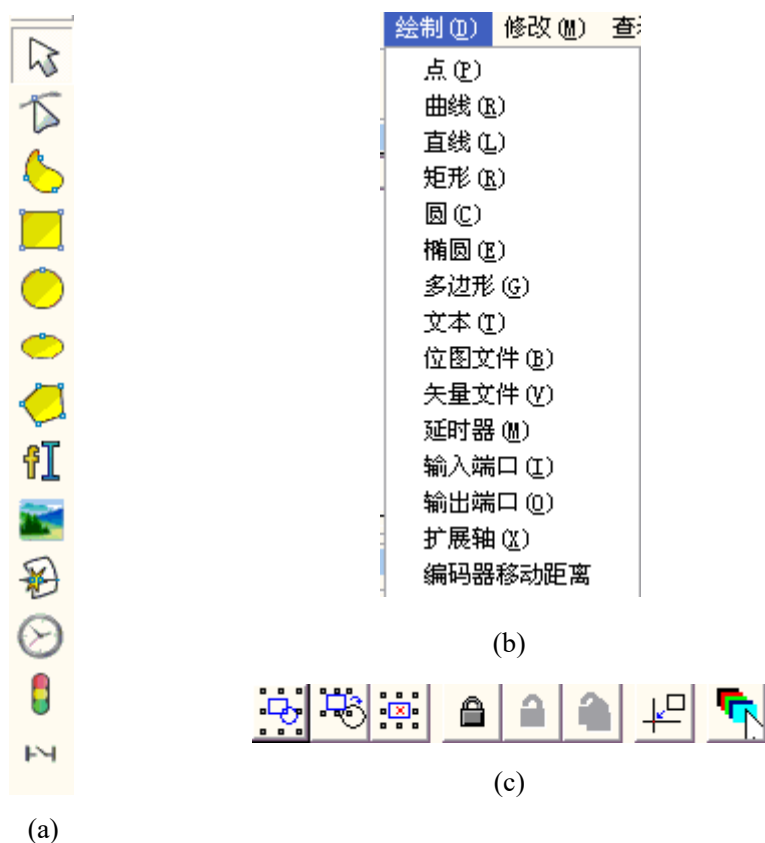 绘制(D) 修改(M) 查
点(P)
曲线(R)
直线(L)
矩形(R)
圆(C)
椭圆(E)
多边形(G)
文本(T)
位图文件(B)
矢量文件(V)
延时器(M)
输入端口(I)
输出端口(O)
扩展轴(X)
编码器移动距离
(b)
(c)
(a)